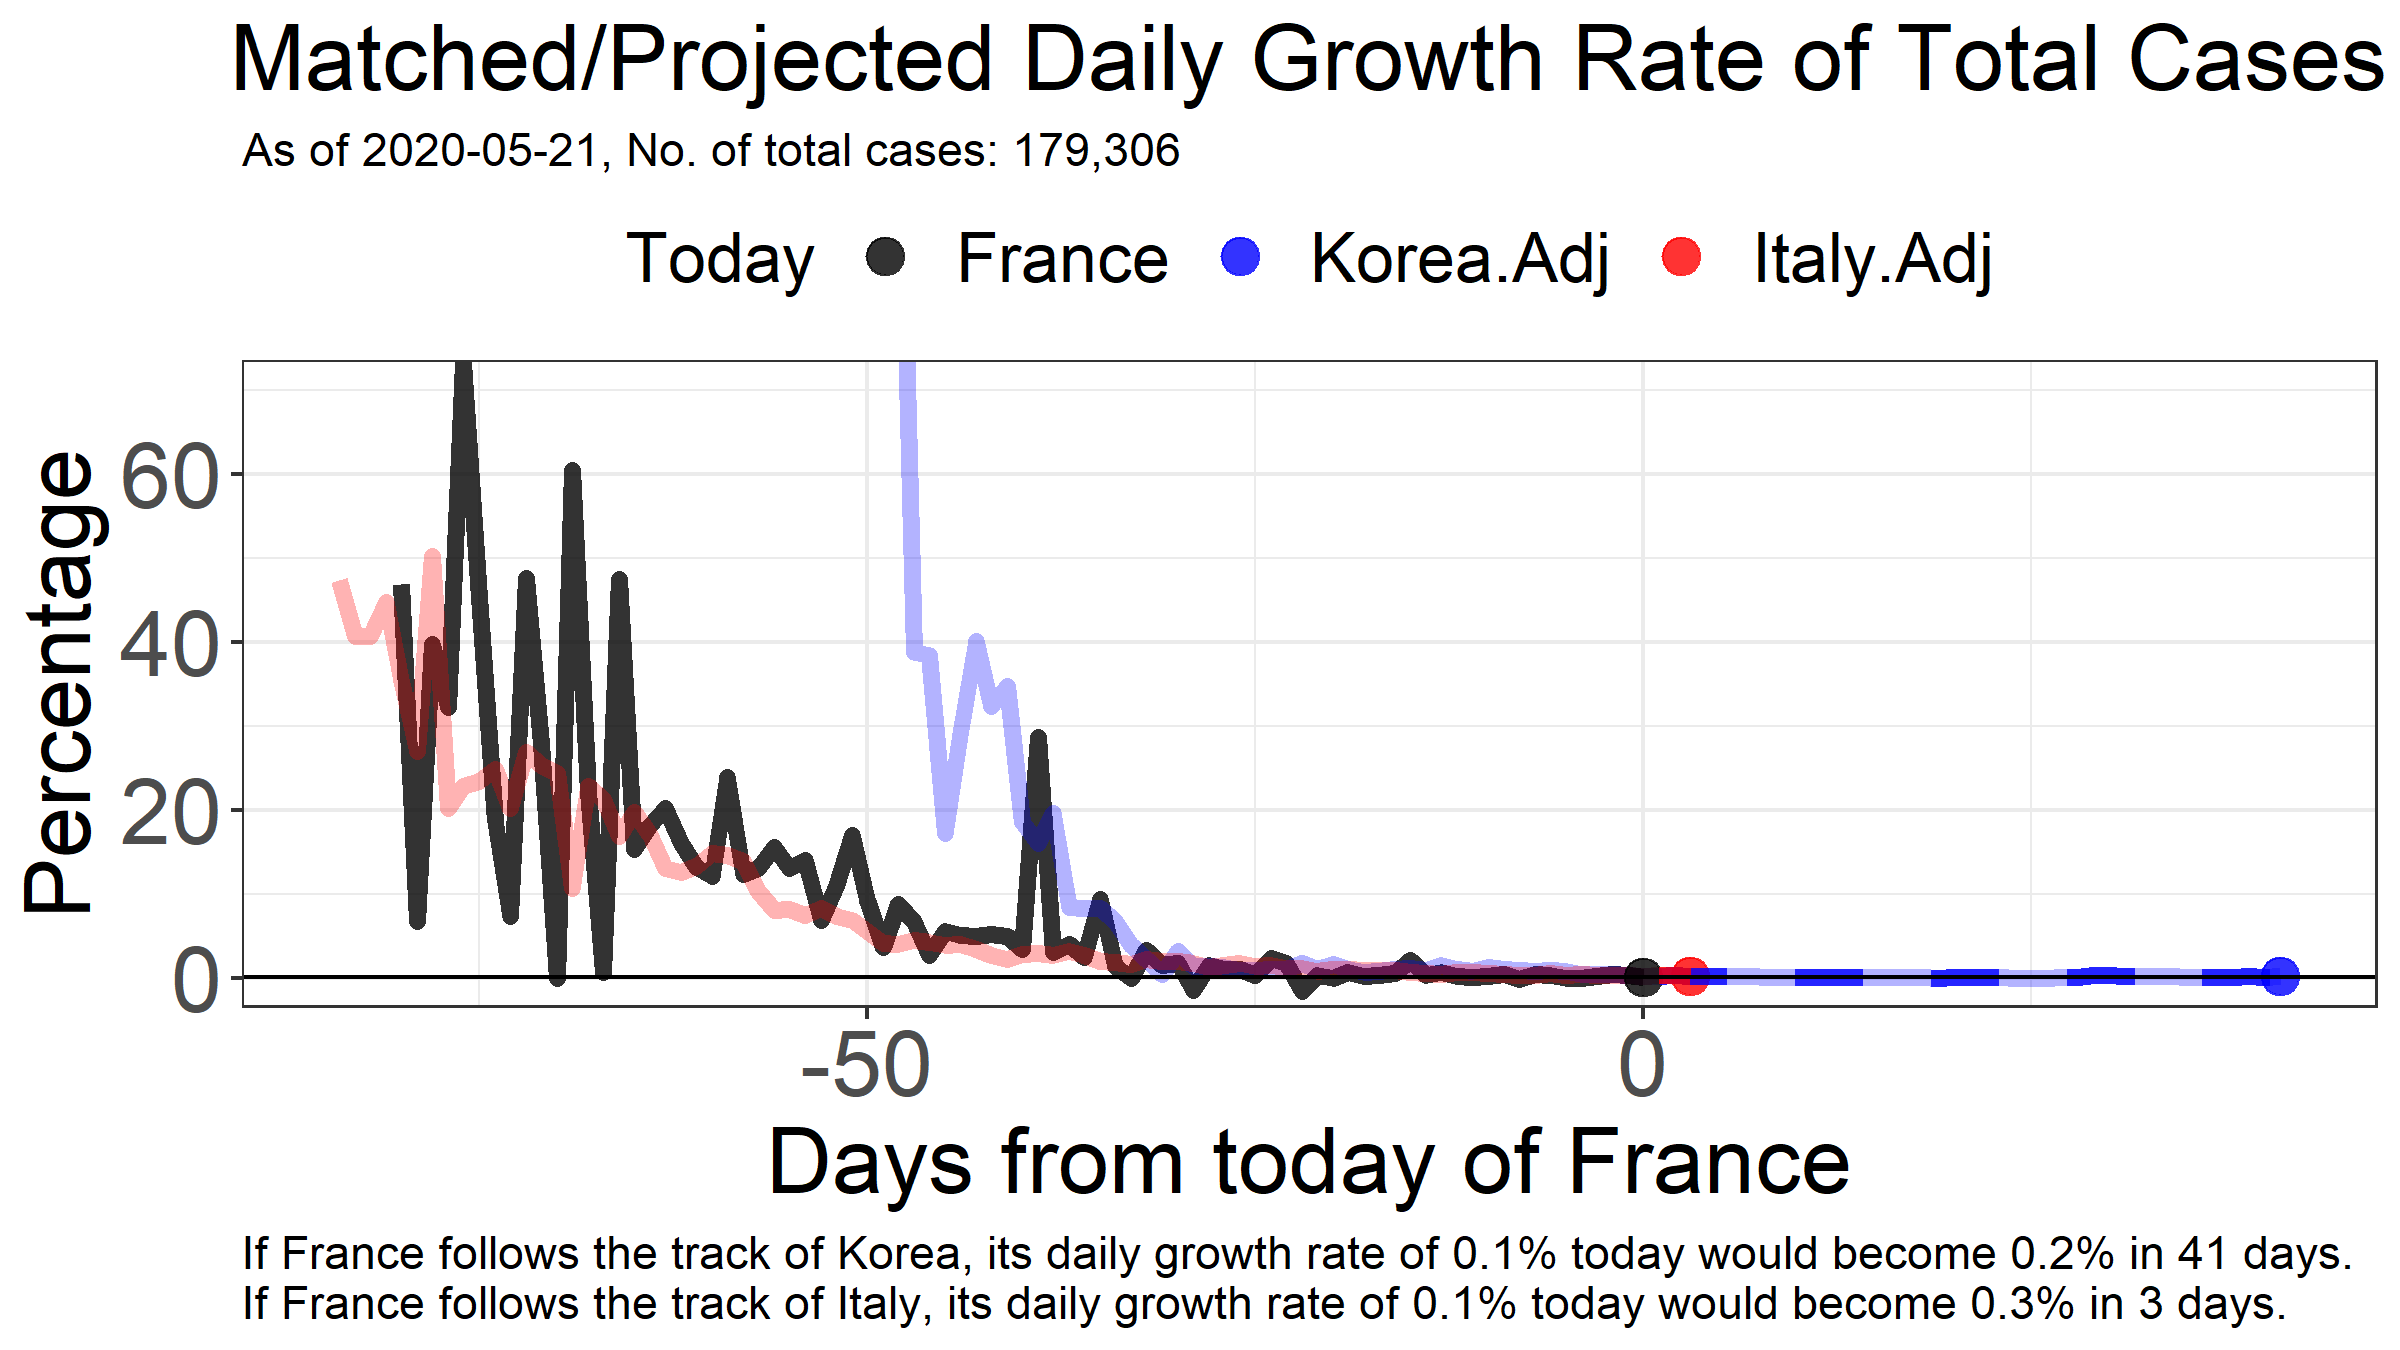 Matched/Projected Daily Growth Rate of Total Cases
As of 2020-05-21, No. of total cases: 179,306
Today France Korea.Adj Italy.Adj
Percentage
60
40
20
0
-50 0
Days from today of France
If France follows the track of Korea, its daily growth rate of 0.1% today would become 0.2% in 41 days.
If France follows the track of Italy, its daily growth rate of 0.1% today would become 0.3% in 3 days.